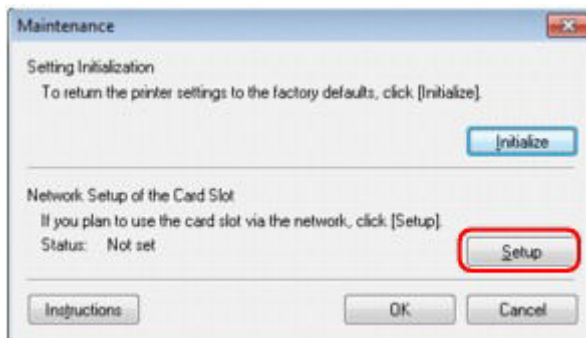 Maintenance
Setting Initialization
To return the printer settings to the factory defaults, click [Initialize].
Initialize
Network Setup of the Card Slot
If you plan to use the card slot via the network, click [Setup].
Status: Not set
Setup
Instructions OK Cancel